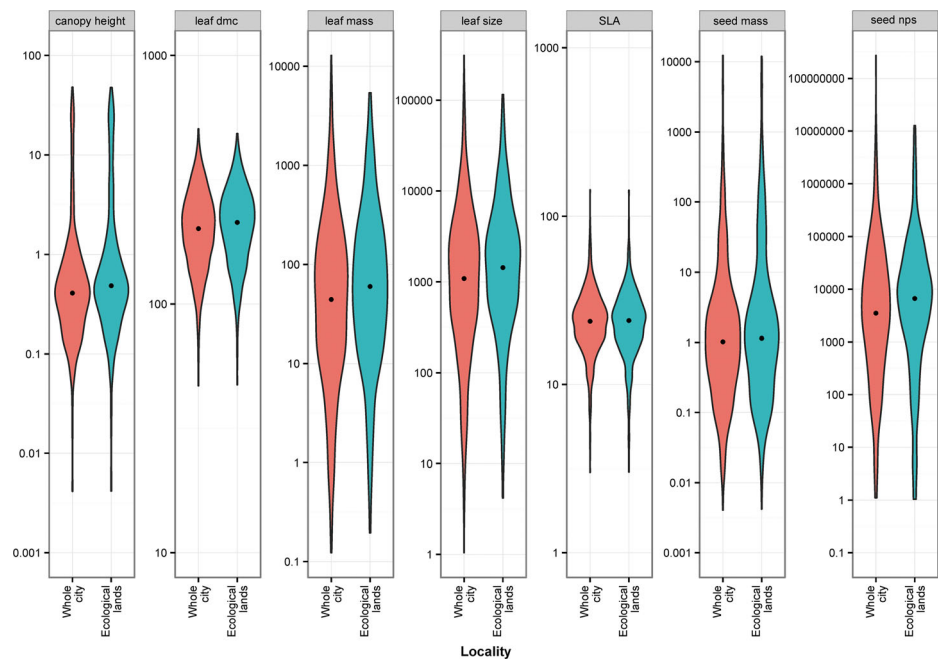 canopy height
leaf dmc
leaf mass
leaf size
SLA
seed mass
seed nps
100
10
1
0.1
0.01
0.001
1000
100
10
10000
1000
100
10
1
0.1
100000
10000
1000
100
10
1
1000
100
10
1
10000
1000
100
10
1
0.1
0.01
0.001
100000000
10000000
1000000
100000
10000
1000
100
10
1
0.1
Whole
city
Ecological
lands
Whole
city
Ecological
lands
Whole
city
Ecological
lands
Whole
city
Ecological
lands
Whole
city
Ecological
lands
Whole
city
Ecological
lands
Whole
city
Ecological
lands
Locality